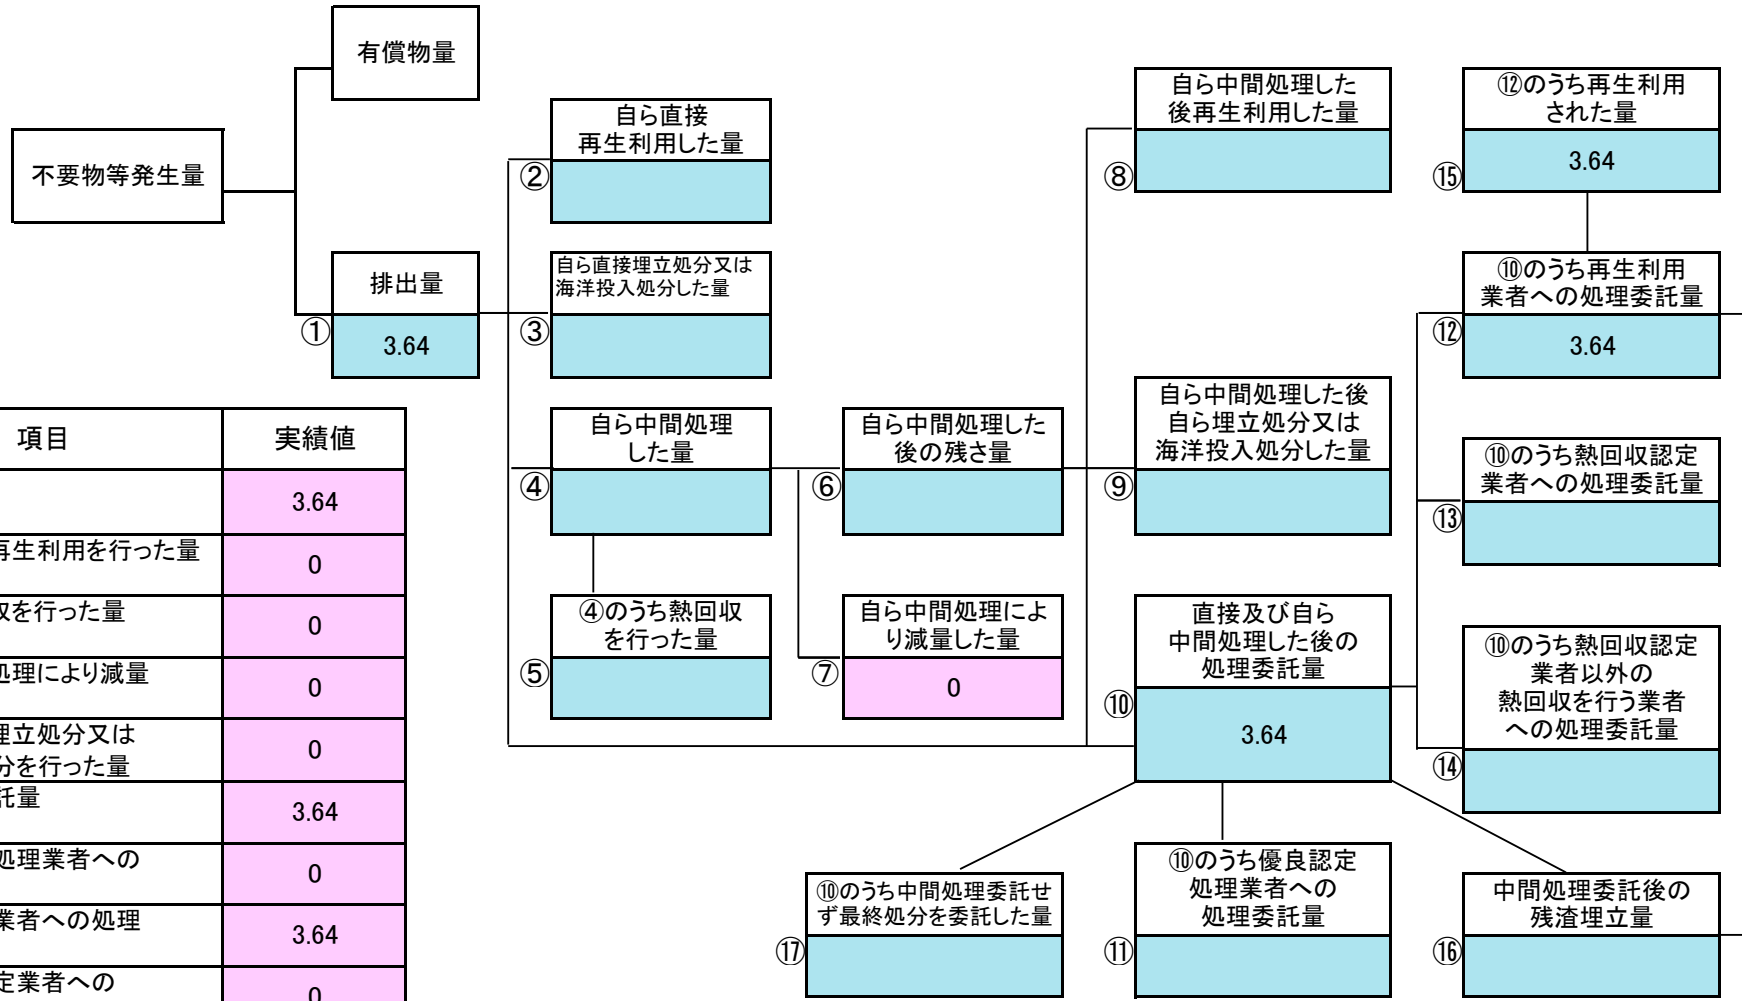 有償物量
不要物等発生量
排出量
①
3.64
自ら直接
再生利用した量
②
自ら直接埋立処分又は
海洋投入処分した量
③
自ら中間処理
した量
④
④のうち熱回収
を行った量
⑤
自ら中間処理した
後の残さ量
⑥
自ら中間処理によ
り減量した量
⑦
0
自ら中間処理した
後再生利用した量
⑧
自ら中間処理した後
自ら埋立処分又は
海洋投入処分した量
⑨
直接及び自ら
中間処理した後の
処理委託量
⑩
3.64
⑫のうち再生利用
された量
⑮
3.64
⑩のうち再生利用
業者への処理委託量
⑫
3.64
⑩のうち熱回収認定
業者への処理委託量
⑬
⑩のうち熱回収認定
業者以外の
熱回収を行う業者
への処理委託量
⑭
⑩のうち中間処理委託せ
ず最終処分を委託した量
⑰
⑩のうち優良認定
処理業者への
処理委託量
⑪
中間処理委託後の
残渣埋立量
⑯
項目 実績値
3.64
再生利用を行った量
0
収を行った量
0
処理により減量
0
埋立処分又は
分を行った量
0
託量
3.64
処理業者への
0
業者への処理
3.64
定業者への
0